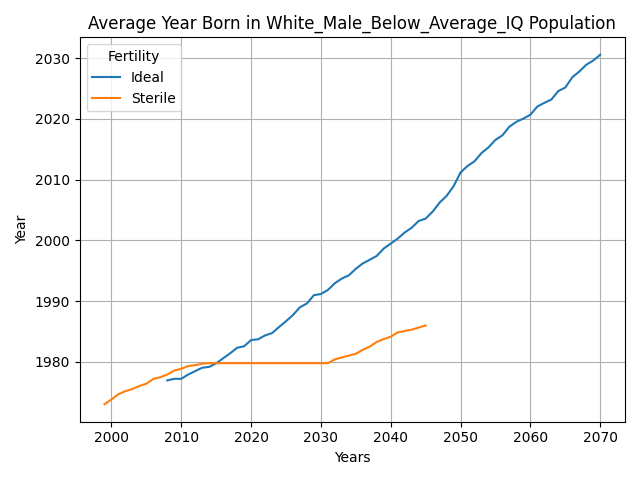 Average Year Born in White_Male_Below_Average_IQ Population
Fertility
Ideal
Sterile
Year
2030
2020
2010
2000
1990
1980
2000 2010 2020 2030 2040 2050 2060 2070
Years